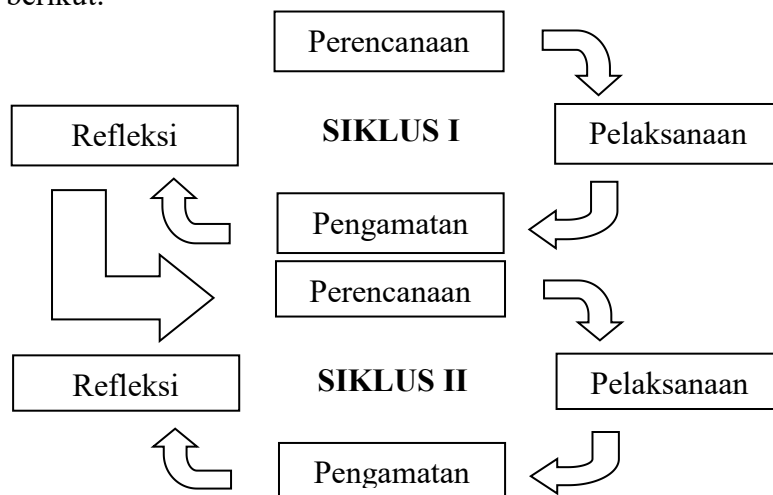 berikut:
Perencanaan
Refleksi
SIKLUS I
Pelaksanaan
Pengamatan
Perencanaan
Refleksi
SIKLUS II
Pelaksanaan
Pengamatan